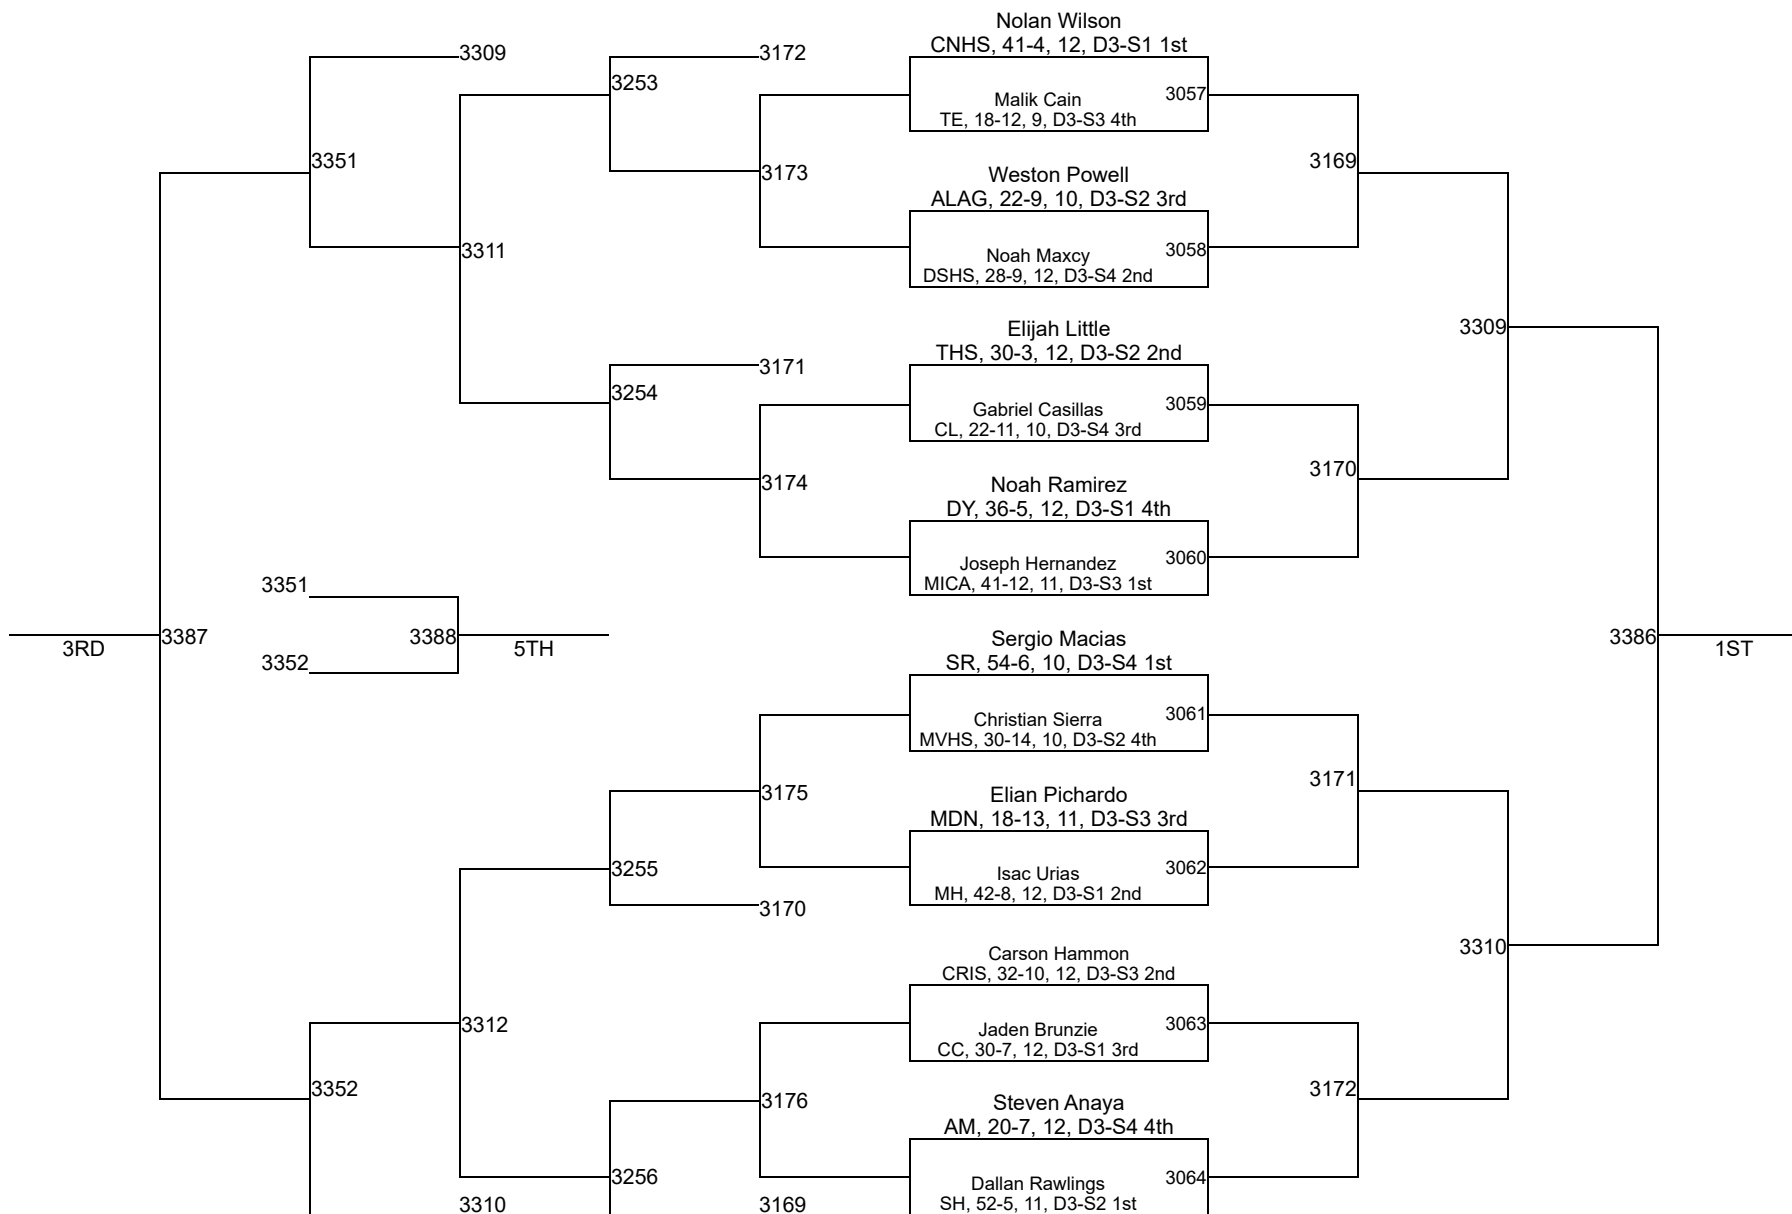 Nolan Wilson
CNHS, 41-4, 12, D3-S1 1st
3309
3172
3253
Malik Cain
3057
TE, 18-12, 9, D3-S3 4th
3351
3169
3173
Weston Powell
ALAG, 22-9, 10, D3-S2 3rd
3311
Noah Maxcy
3058
DSHS, 28-9, 12, D3-S4 2nd
Elijah Little
3309
THS, 30-3, 12, D3-S2 2nd
3171
3254
Gabriel Casillas
3059
CL, 22-11, 10, D3-S4 3rd
3170
3174
Noah Ramirez
DY, 36-5, 12, D3-S1 4th
Joseph Hernandez
3060
MICA, 41-12, 11, D3-S3 1st
3351
3387
3388
3386
3RD
5TH
1ST
3352
Sergio Macias
SR, 54-6, 10, D3-S4 1st
Christian Sierra
3061
MVHS, 30-14, 10, D3-S2 4th
3171
3175
Elian Pichardo
MDN, 18-13, 11, D3-S3 3rd
3255
Isac Urias
3062
MH, 42-8, 12, D3-S1 2nd
3170
3310
Carson Hammon
CRIS, 32-10, 12, D3-S3 2nd
3312
Jaden Brunzie
3063
CC, 30-7, 12, D3-S1 3rd
3352
3172
3176
Steven Anaya
AM, 20-7, 12, D3-S4 4th
3256
Dallan Rawlings
3064
3310
3169
SH, 52-5, 11, D3-S2 1st